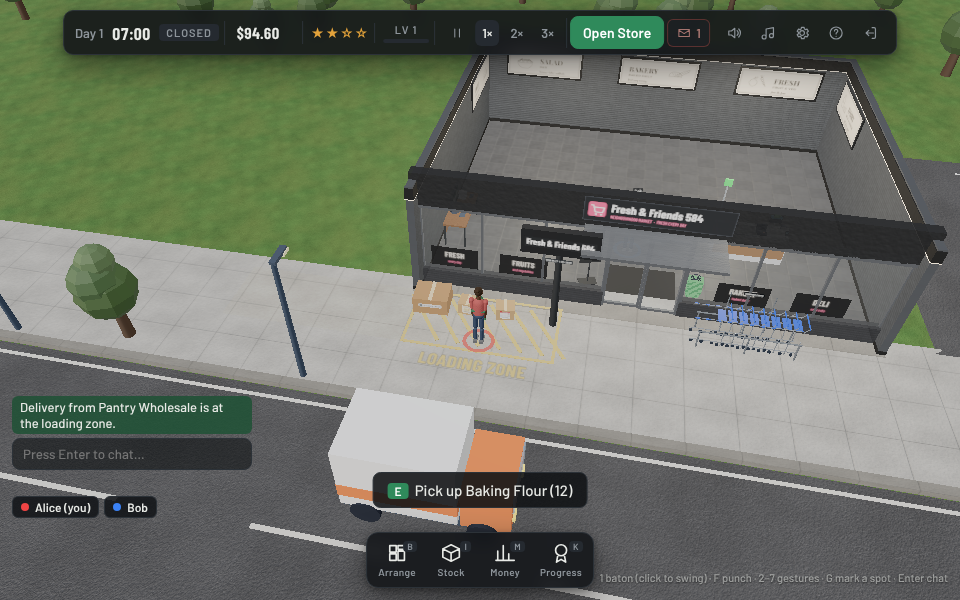 Day 1 07:00 CLOSED $94.60 LV 1 1× 2× 3× Open Store 1
SALAD
BAKERY
FRESH
Fresh & Friends 584
Fresh & Friends 584
FRESH
FRUITS
DELI
LOADING ZONE
Delivery from Pantry Wholesale is at
the loading zone.
Press Enter to chat...
E Pick up Baking Flour (12)
Alice (you) Bob
B I M K
Arrange Stock Money Progress
1 baton (click to swing) · F punch · 2–7 gestures · G mark a spot · Enter chat